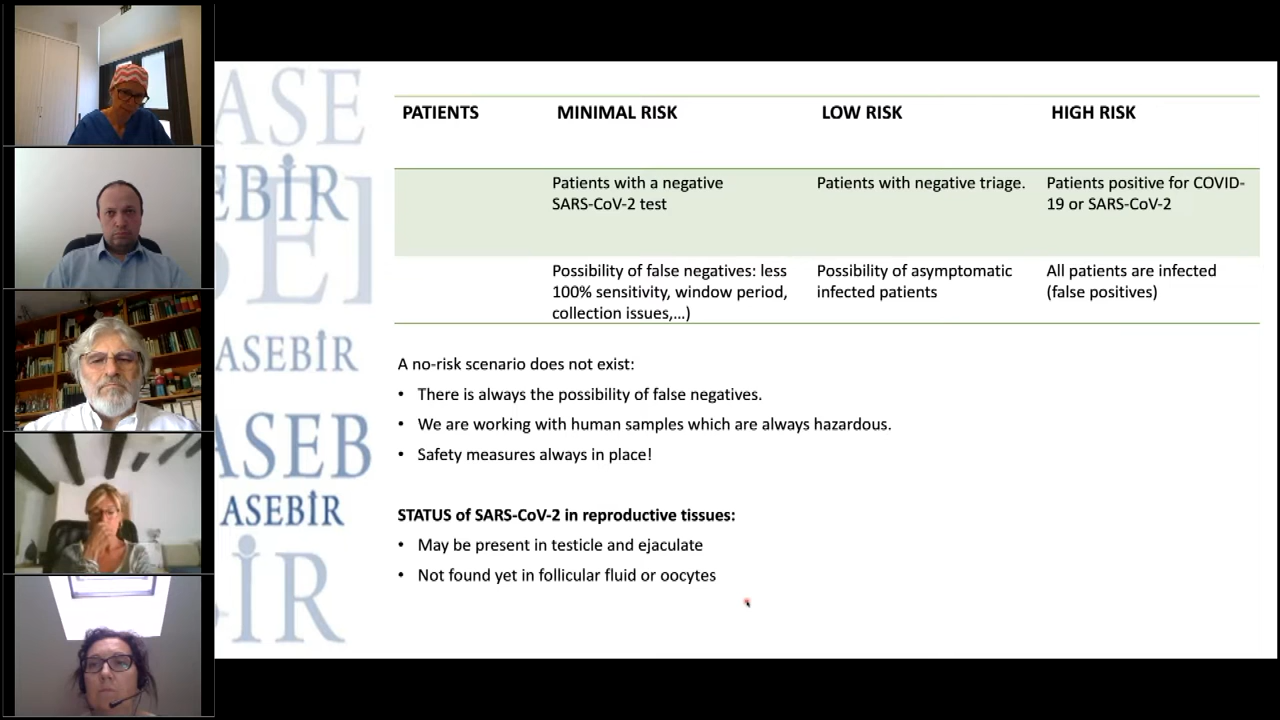 ASE
EBİR
SEI
ASEBİR
ASEB
ASEBİR
BİR
PATIENTS MINIMAL RISK LOW RISK HIGH RISK
Patients with a negative
SARS-CoV-2 test
Patients with negative triage.
Patients positive for COVID-
19 or SARS-CoV-2
Possibility of false negatives: less
100% sensitivity, window period,
collection issues,...)
Possibility of asymptomatic
infected patients
All patients are infected
(false positives)
A no-risk scenario does not exist:
• There is always the possibility of false negatives.
• We are working with human samples which are always hazardous.
• Safety measures always in place!
STATUS of SARS-CoV-2 in reproductive tissues:
• May be present in testicle and ejaculate
• Not found yet in follicular fluid or oocytes